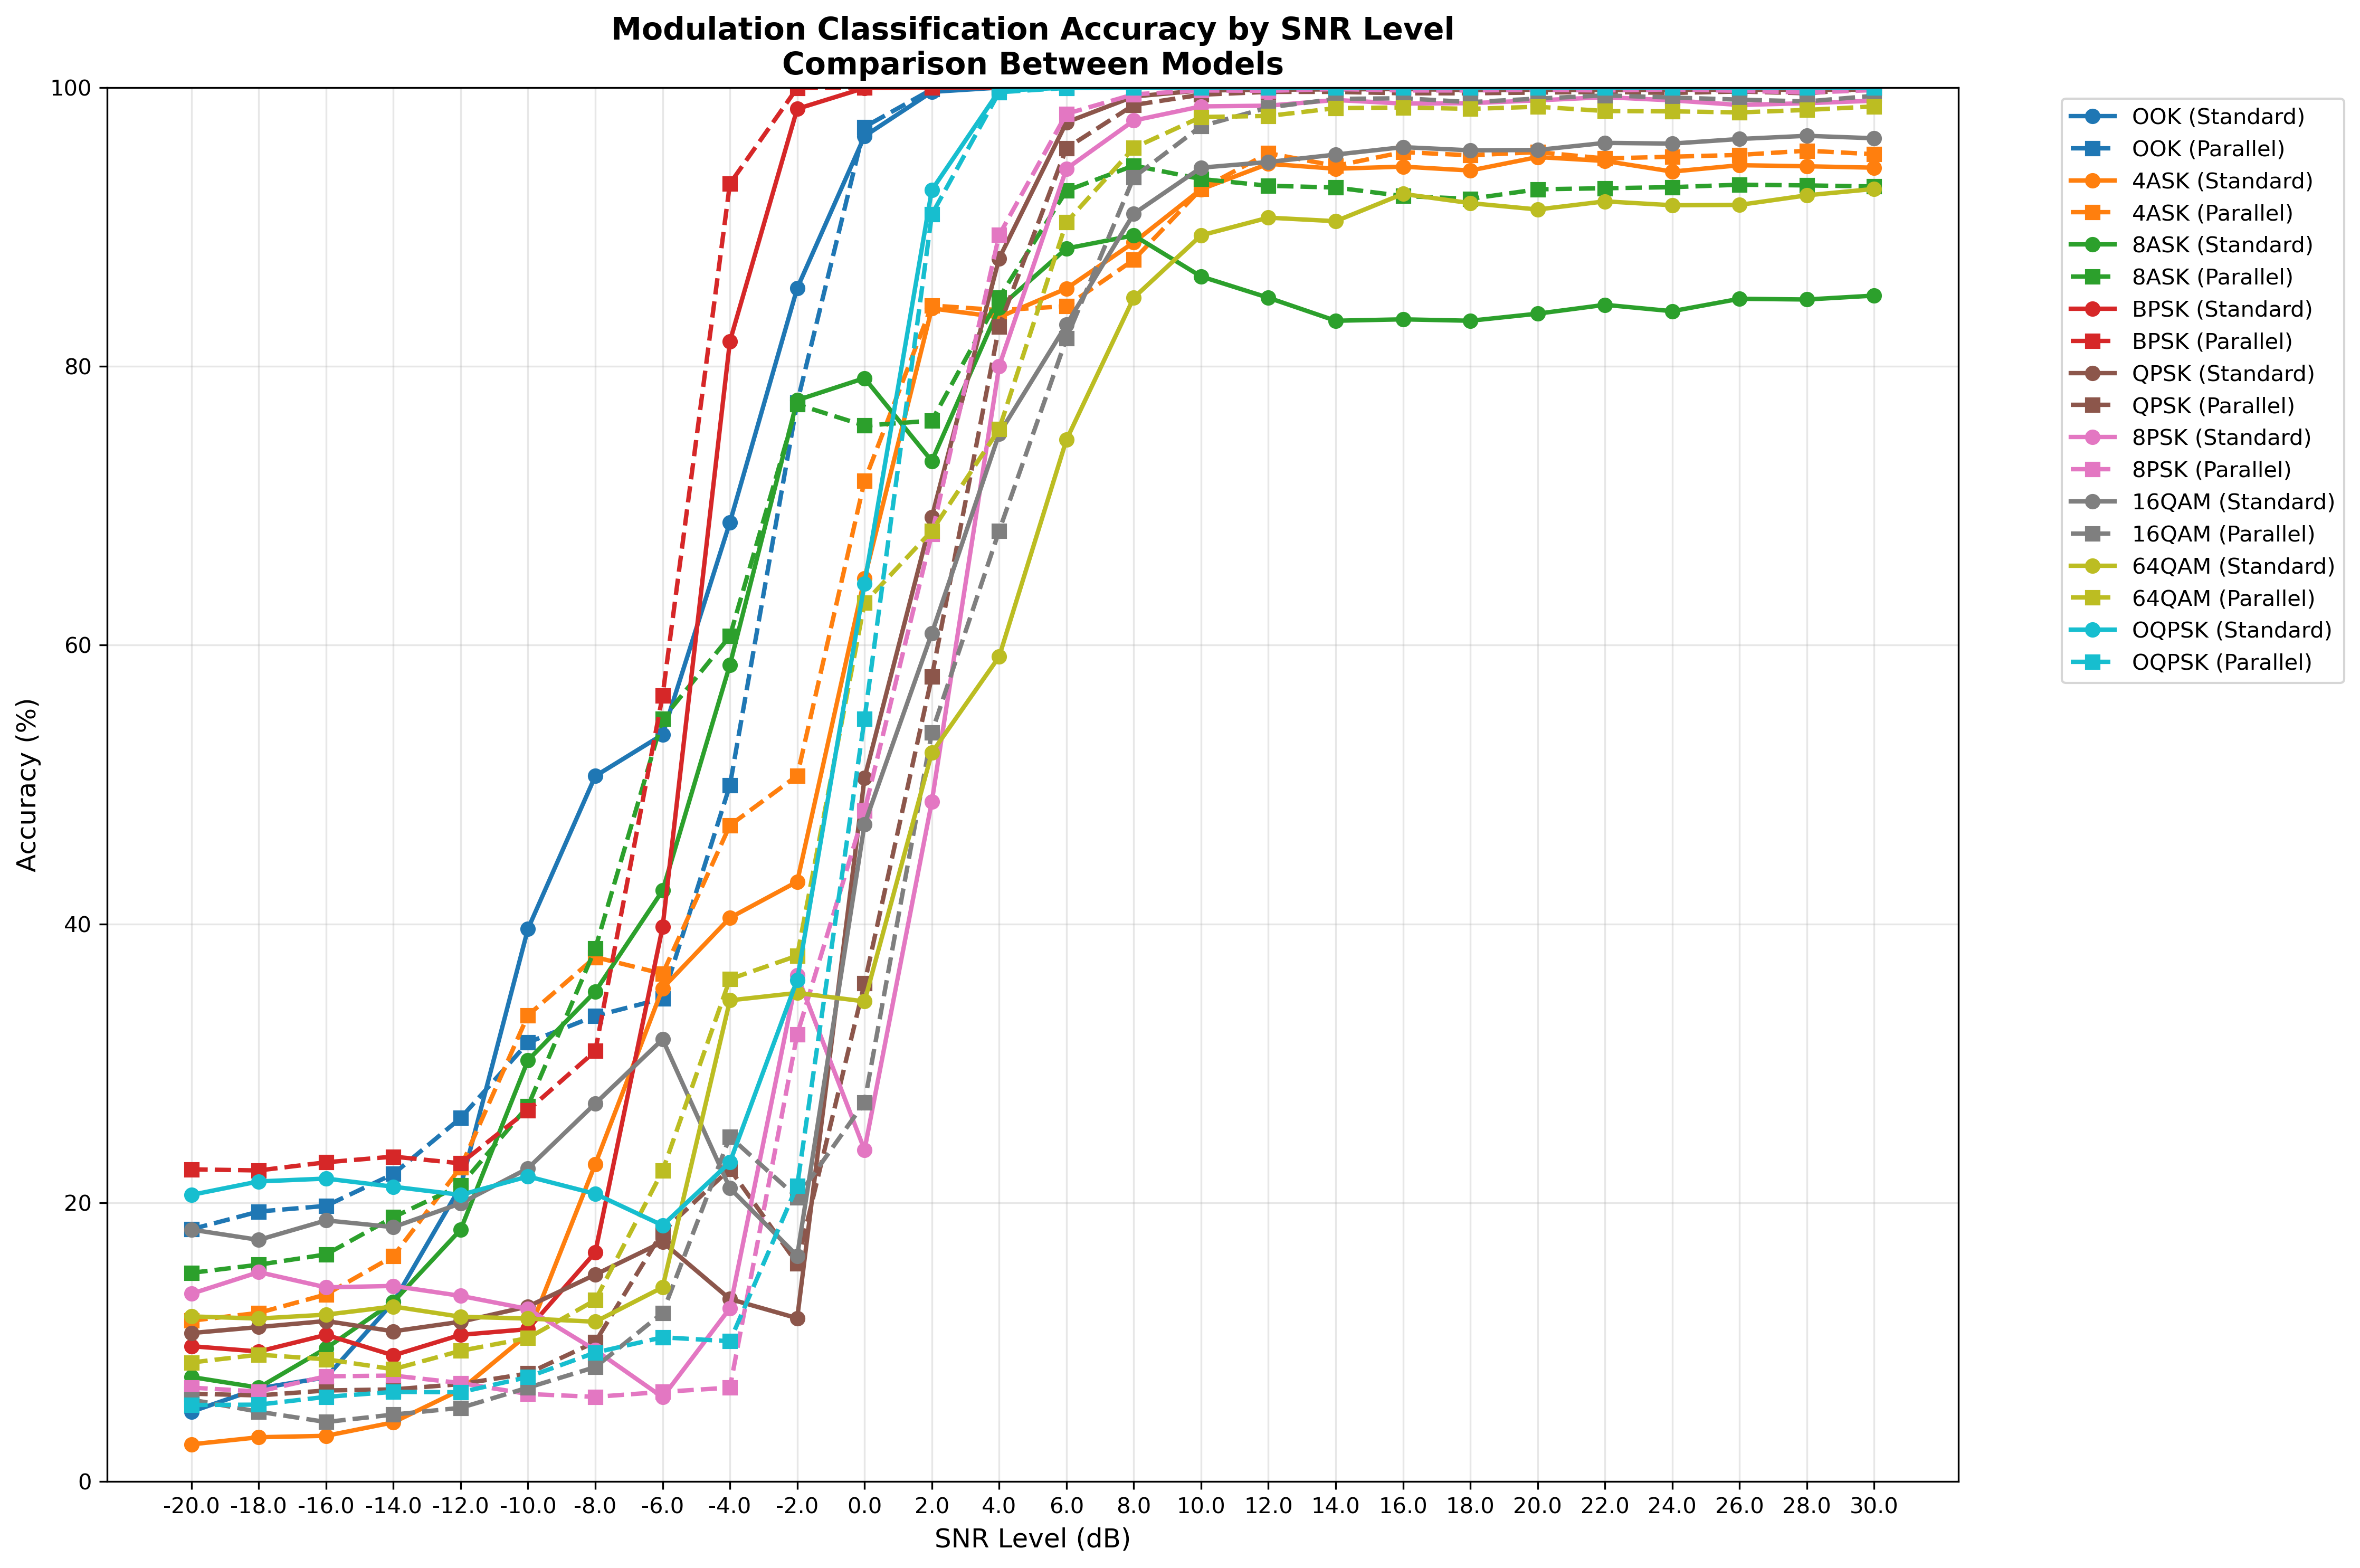 Modulation Classification Accuracy by SNR Level
Comparison Between Models
100
80
60
40
20
0
Accuracy (%)
-20.0 -18.0 -16.0 -14.0 -12.0 -10.0 -8.0 -6.0 -4.0 -2.0 0.0 2.0 4.0 6.0 8.0 10.0 12.0 14.0 16.0 18.0 20.0 22.0 24.0 26.0 28.0 30.0
SNR Level (dB)
OOK (Standard)
OOK (Parallel)
4ASK (Standard)
4ASK (Parallel)
8ASK (Standard)
8ASK (Parallel)
BPSK (Standard)
BPSK (Parallel)
QPSK (Standard)
QPSK (Parallel)
8PSK (Standard)
8PSK (Parallel)
16QAM (Standard)
16QAM (Parallel)
64QAM (Standard)
64QAM (Parallel)
OQPSK (Standard)
OQPSK (Parallel)